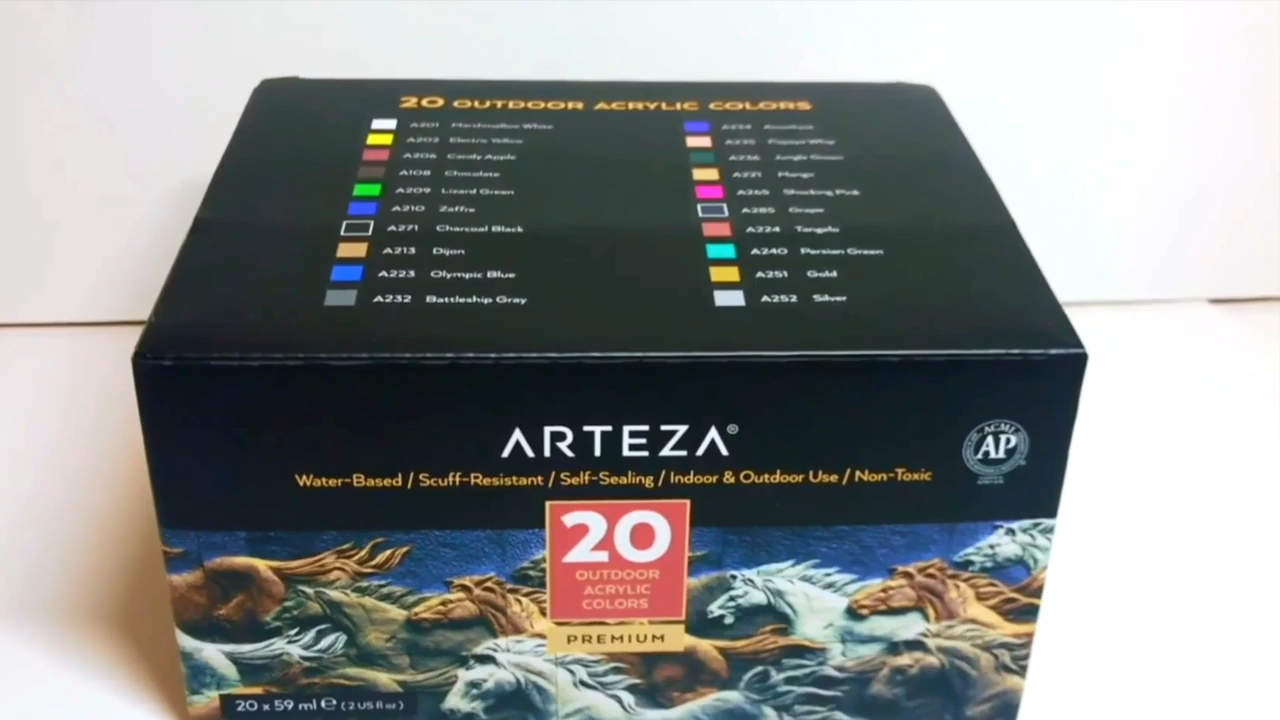 20 OUTDOOR ACRYLIC COLORS
A201 Marshmallow White
A202 Electric Yellow
A206 Candy Apple
A108 Chocolate
A209 Lizard Green
A210 Zaffre
A271 Charcoal Black
A213 Dijon
A223 Olympic Blue
A232 Battleship Gray
A234 Amethyst
A235 Papaya Whip
A236 Jungle Green
A221 Mango
A265 Shocking Pink
A285 Grape
A224 Tangelo
A240 Persian Green
A251 Gold
A252 Silver
ARTEZA®
Water-Based / Scuff-Resistant / Self-Sealing / Indoor & Outdoor Use / Non-Toxic
ACMI
AP
20
OUTDOOR
ACRYLIC
COLORS
PREMIUM
20 x 59 ml ℮ (2 US fl oz)